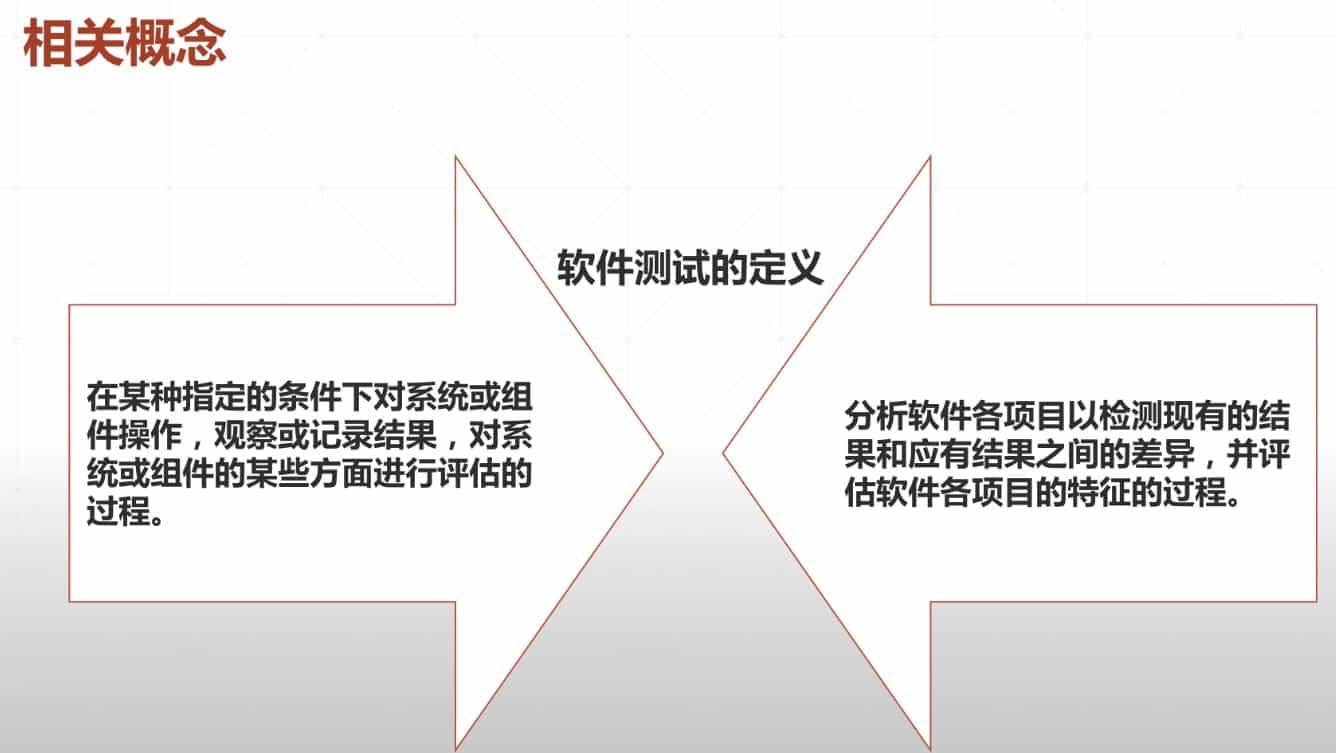 相关概念
软件测试的定义
在某种指定的条件下对系统或组
件操作，观察或记录结果，对系
统或组件的某些方面进行评估的
过程。
分析软件各项目以检测现有的结
果和应有结果之间的差异，并评
估软件各项目的特征的过程。